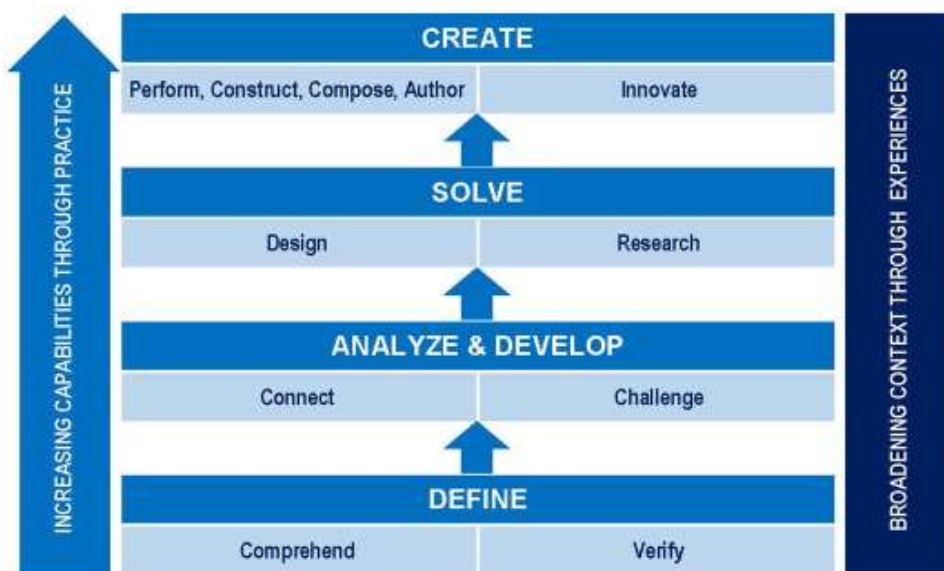 INCREASING CAPABILITIES THROUGH PRACTICE
CREATE
Perform, Construct, Compose, Author
Innovate
SOLVE
Design
Research
ANALYZE & DEVELOP
Connect
Challenge
DEFINE
Comprehend
Verify
BROADENING CONTEXT THROUGH EXPERIENCES